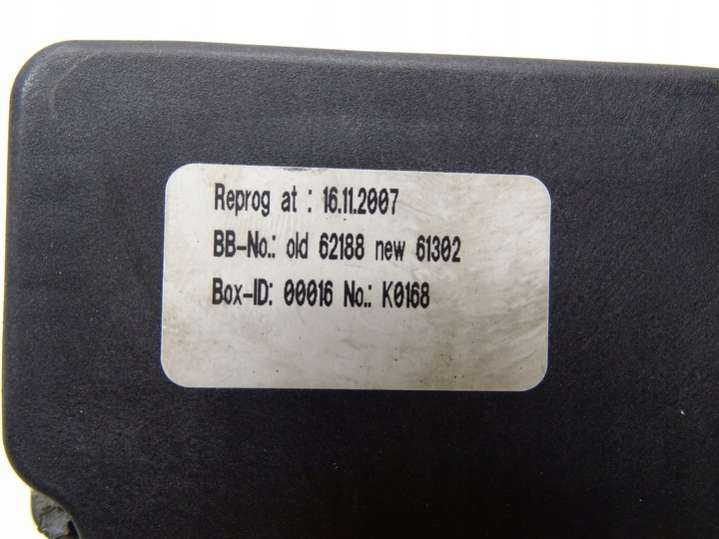 Reprog at : 16.11.2007
BB-No.: old 62188 new 61302
Box-ID: 00016 No.: K0168